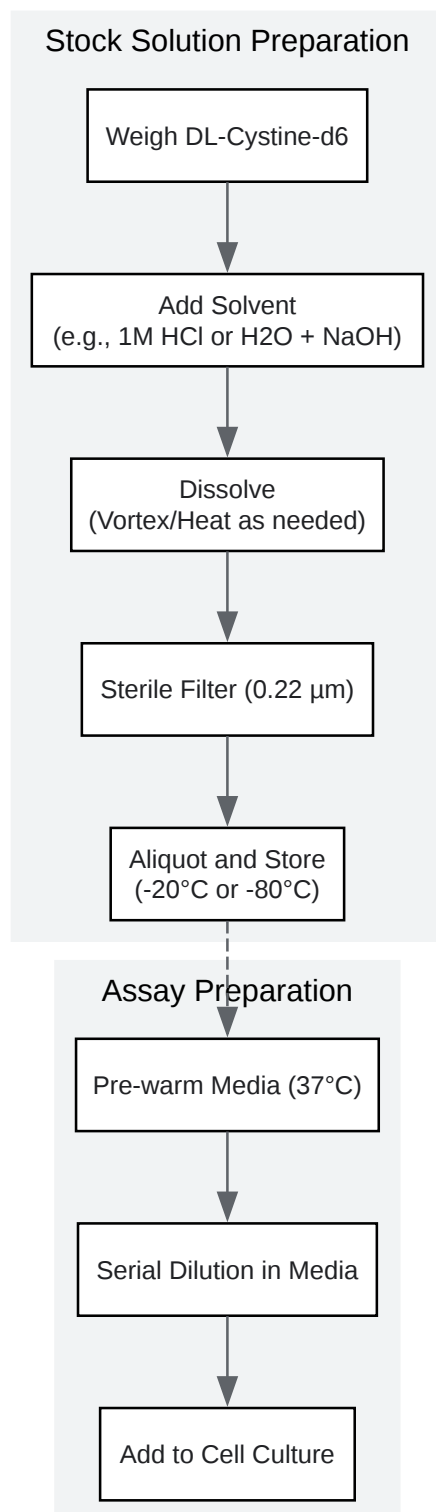 Stock Solution Preparation
Weigh DL-Cystine-d6
Add Solvent
(e.g., 1M HCl or H2O + NaOH)
Dissolve
(Vortex/Heat as needed)
Sterile Filter (0.22 µm)
Aliquot and Store
(-20°C or -80°C)
Assay Preparation
Pre-warm Media (37°C)
Serial Dilution in Media
Add to Cell Culture